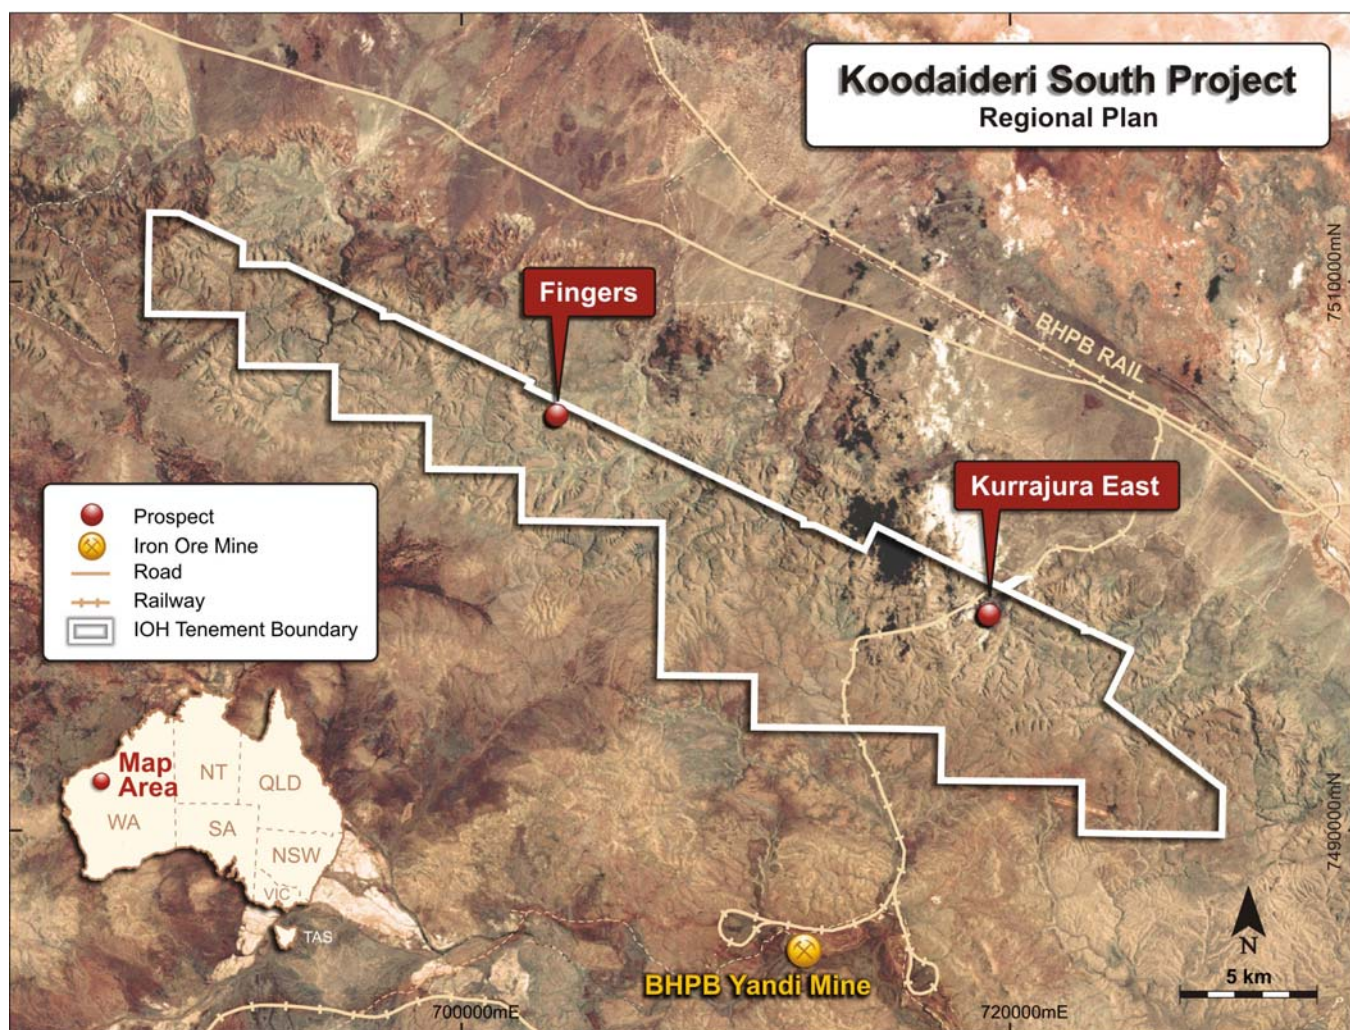 Koodaideri South Project
Regional Plan
7510000mN
Fingers
BHPB RAIL
Kurrajura East
Prospect
Iron Ore Mine
Road
Railway
IOH Tenement Boundary
Map
Area
NT
QLD
WA
SA
NSW
VIC
TAS
7490000mN
N
5 km
BHPB Yandi Mine
700000mE
720000mE